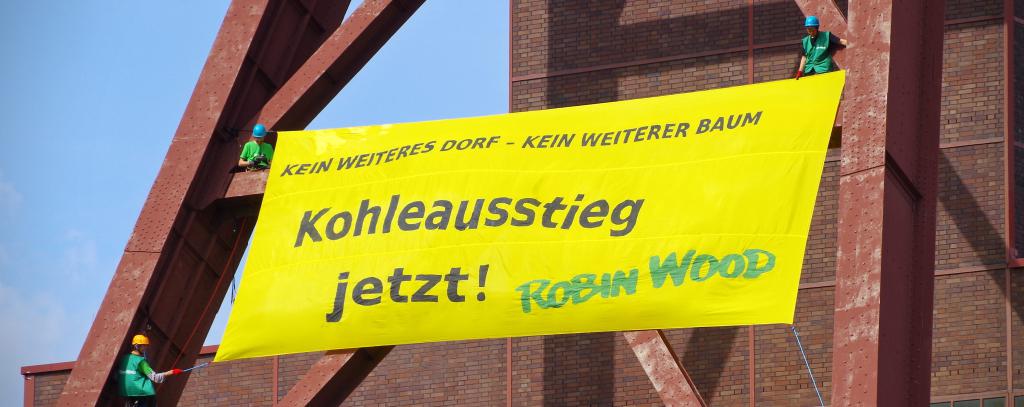 KEIN WEITERES DORF – KEIN WEITERER BAUM
Kohleausstieg
jetzt! ROBIN WOOD